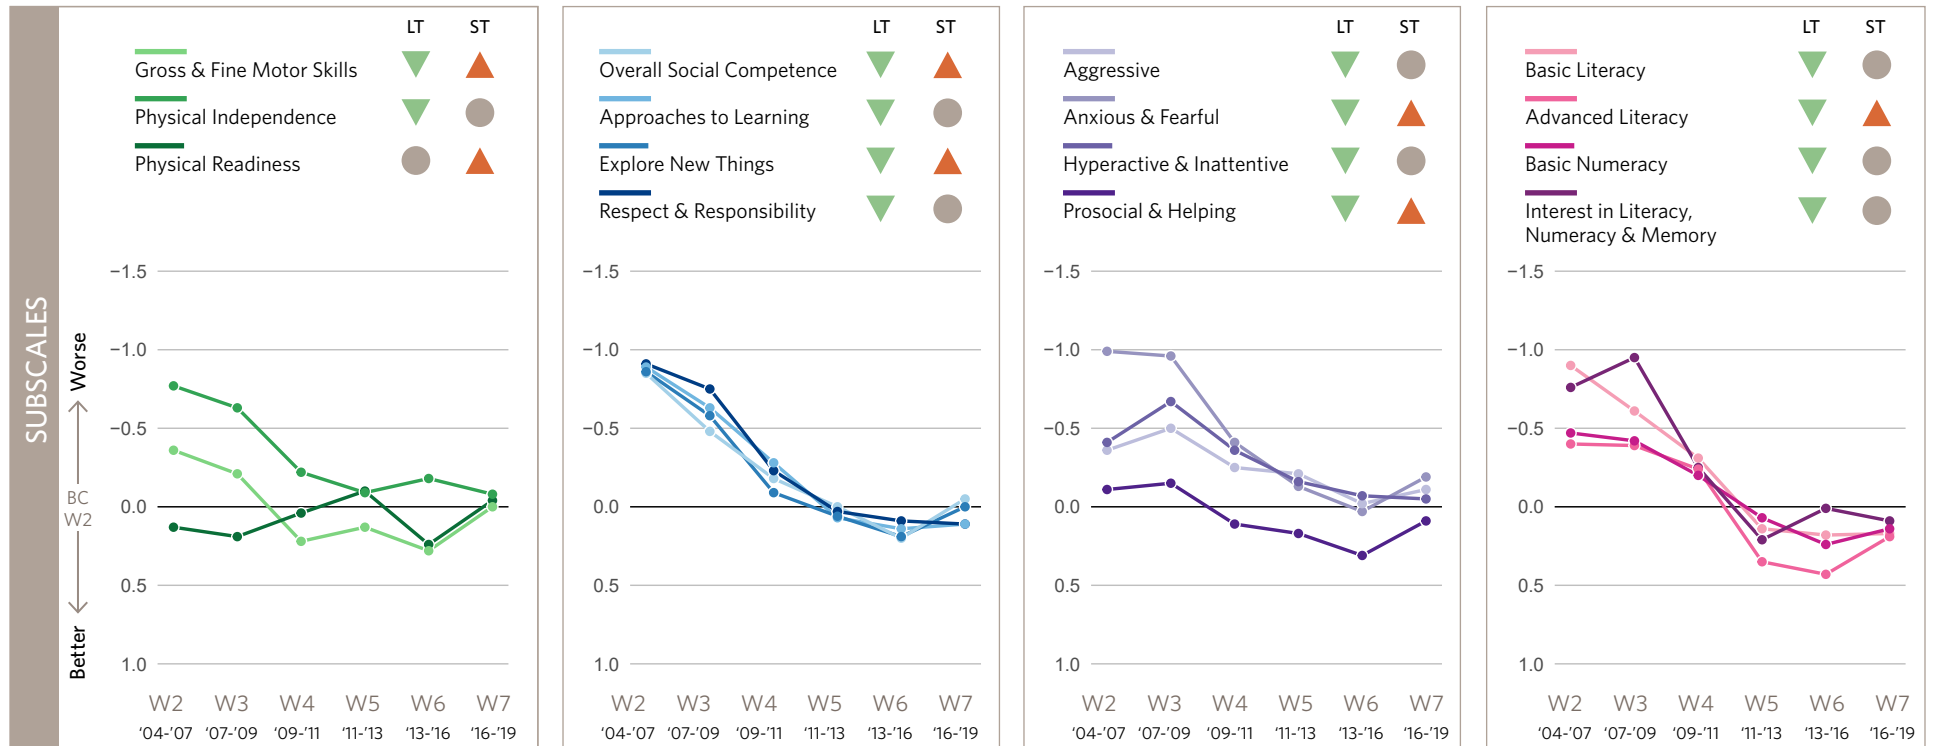 SUBSCALES
Worse
BC
W2
Better
LT ST
Gross & Fine Motor Skills
Physical Independence
Physical Readiness
−1.5
−1.0
−0.5
0.0
0.5
1.0
W2 W3 W4 W5 W6 W7
‘04-’07 ‘07-’09 ‘09-’11 ‘11-’13 ‘13-’16 ‘16-’19
LT ST
Overall Social Competence
Approaches to Learning
Explore New Things
Respect & Responsibility
−1.5
−1.0
−0.5
0.0
0.5
1.0
W2 W3 W4 W5 W6 W7
‘04-’07 ‘07-’09 ‘09-’11 ‘11-’13 ‘13-’16 ‘16-’19
LT ST
Aggressive
Anxious & Fearful
Hyperactive & Inattentive
Prosocial & Helping
−1.5
−1.0
−0.5
0.0
0.5
1.0
W2 W3 W4 W5 W6 W7
‘04-’07 ‘07-’09 ‘09-’11 ‘11-’13 ‘13-’16 ‘16-’19
LT ST
Basic Literacy
Advanced Literacy
Basic Numeracy
Interest in Literacy,
Numeracy & Memory
−1.5
−1.0
−0.5
0.0
0.5
1.0
W2 W3 W4 W5 W6 W7
‘04-’07 ‘07-’09 ‘09-’11 ‘11-’13 ‘13-’16 ‘16-’19